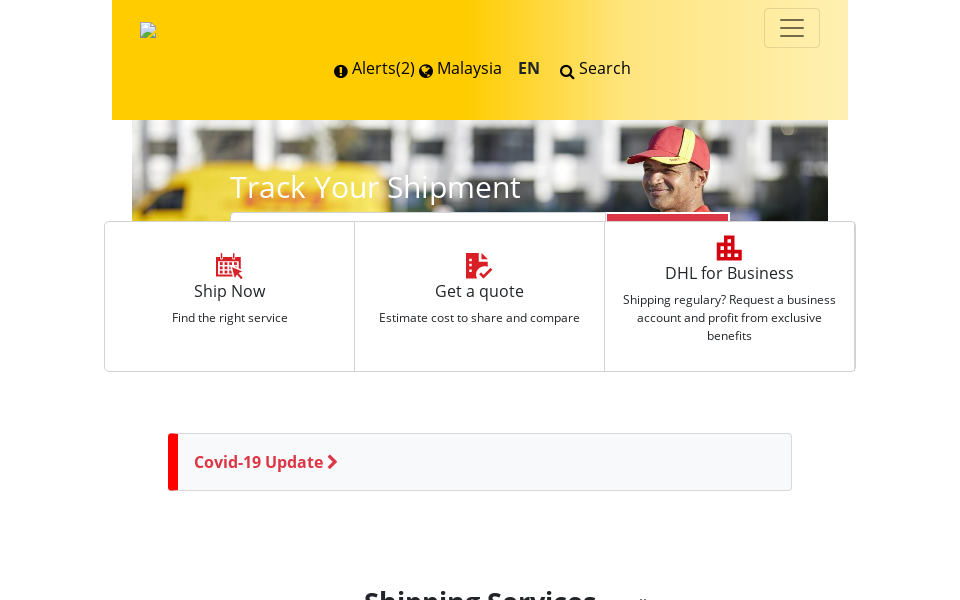 Alerts(2) Malaysia EN Search
Track Your Shipment
Ship Now
Find the right service
Get a quote
Estimate cost to share and compare
DHL for Business
Shipping regulary? Request a business
account and profit from exclusive
benefits
Covid-19 Update
Shipping Services